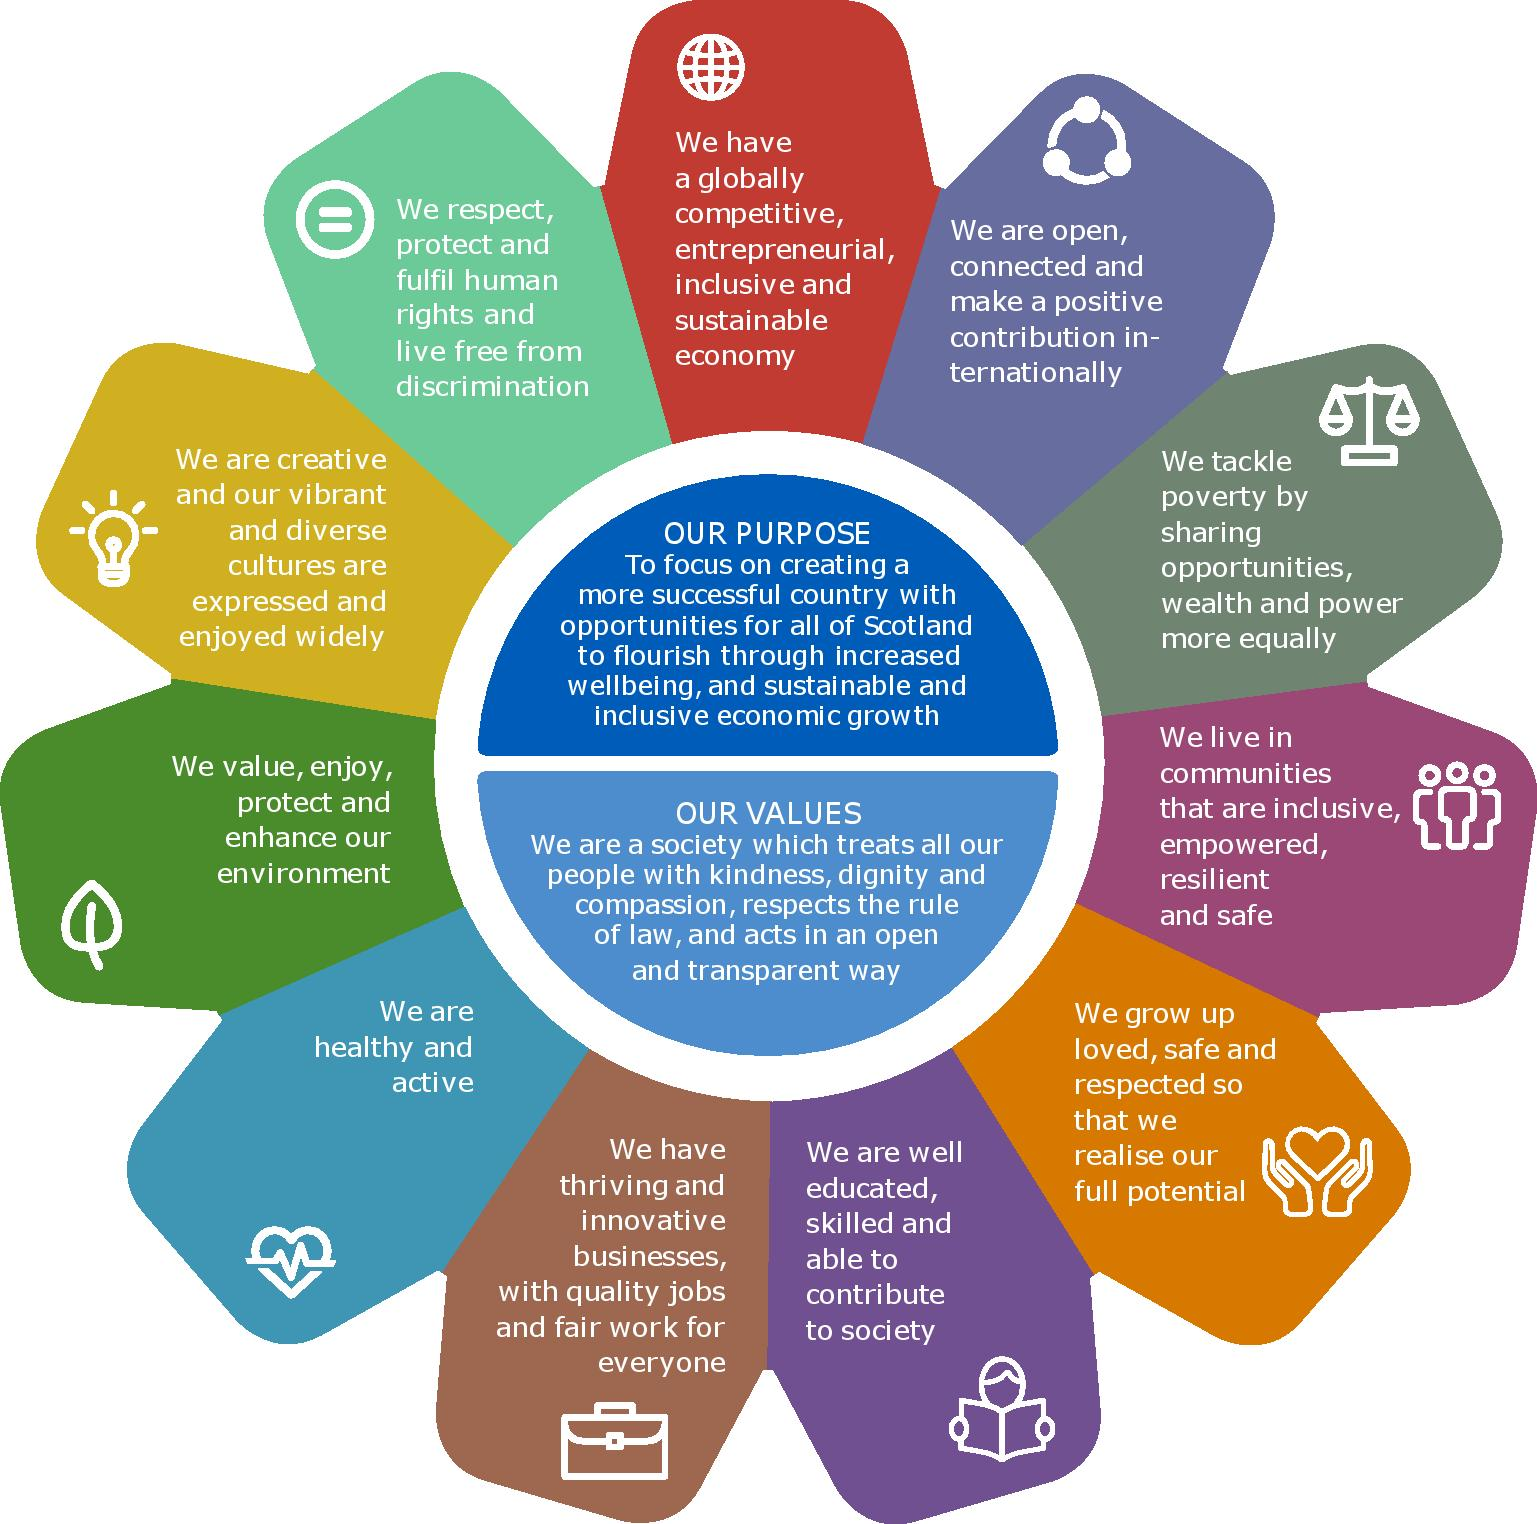 We have
a globally
competitive,
entrepreneurial,
inclusive and
sustainable
economy
We are open,
connected and
make a positive
contribution in-
ternationally
We tackle
poverty by
sharing
opportunities,
wealth and power
more equally
We live in
communities
that are inclusive,
empowered,
resilient
and safe
We grow up
loved, safe and
respected so
that we
realise our
full potential
We are well
educated,
skilled and
able to
contribute
to society
We have
thriving and
innovative
businesses,
with quality jobs
and fair work for
everyone
We are
healthy and
active
We value, enjoy,
protect and
enhance our
environment
We are creative
and our vibrant
and diverse
cultures are
expressed and
enjoyed widely
We respect,
protect and
fulfil human
rights and
live free from
discrimination
OUR PURPOSE
To focus on creating a
more successful country with
opportunities for all of Scotland
to flourish through increased
wellbeing, and sustainable and
inclusive economic growth
OUR VALUES
We are a society which treats all our
people with kindness, dignity and
compassion, respects the rule
of law, and acts in an open
and transparent way